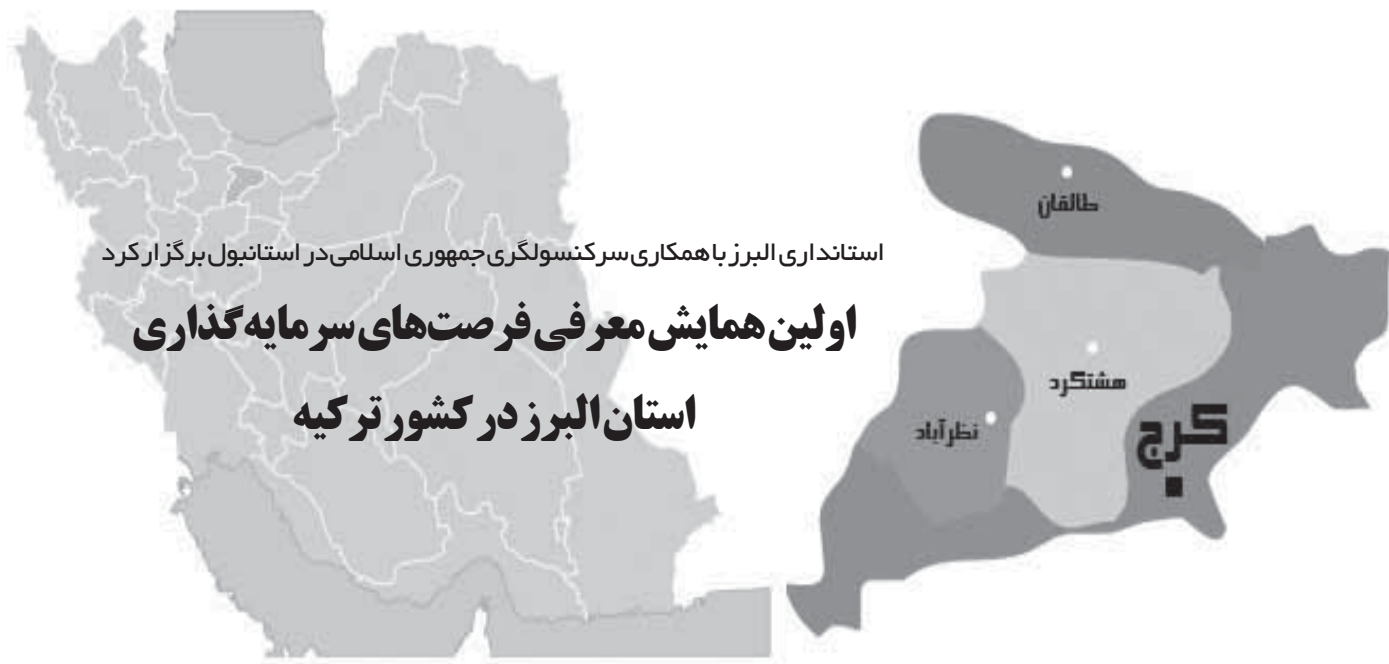 استانداری البرز با همکاری سرکنسولگری جمهوری اسلامی در استانبول برگزار کرد
اولین همایش معرفی فرصت‌های سرمایه‌گذاری
استان البرز در کشور ترکیه
طالقان
هشتگرد
نظرآباد
کرج